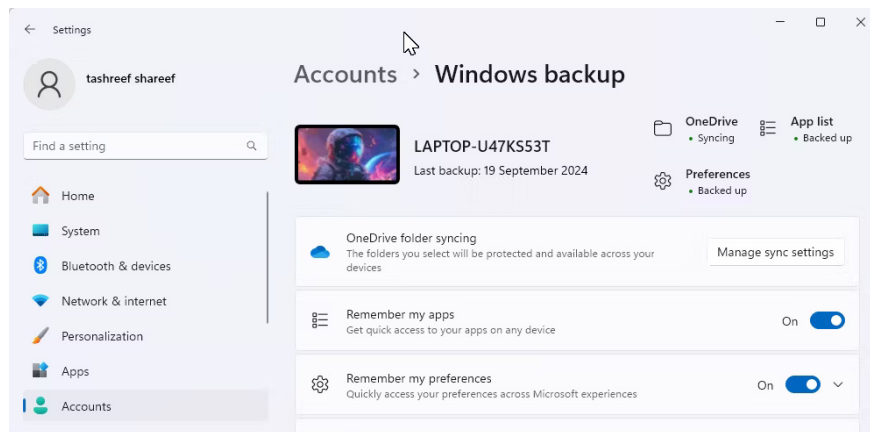 Settings
tashreef shareef
Find a setting
Home
System
Bluetooth & devices
Network & internet
Personalization
Apps
Accounts
Accounts > Windows backup
LAPTOP-U47KS53T
Last backup: 19 September 2024
OneDrive
• Syncing
App list
• Backed up
Preferences
• Backed up
OneDrive folder syncing
The folders you select will be protected and available across your
devices
Manage sync settings
Remember my apps
Get quick access to your apps on any device
On
Remember my preferences
Quickly access your preferences across Microsoft experiences
On